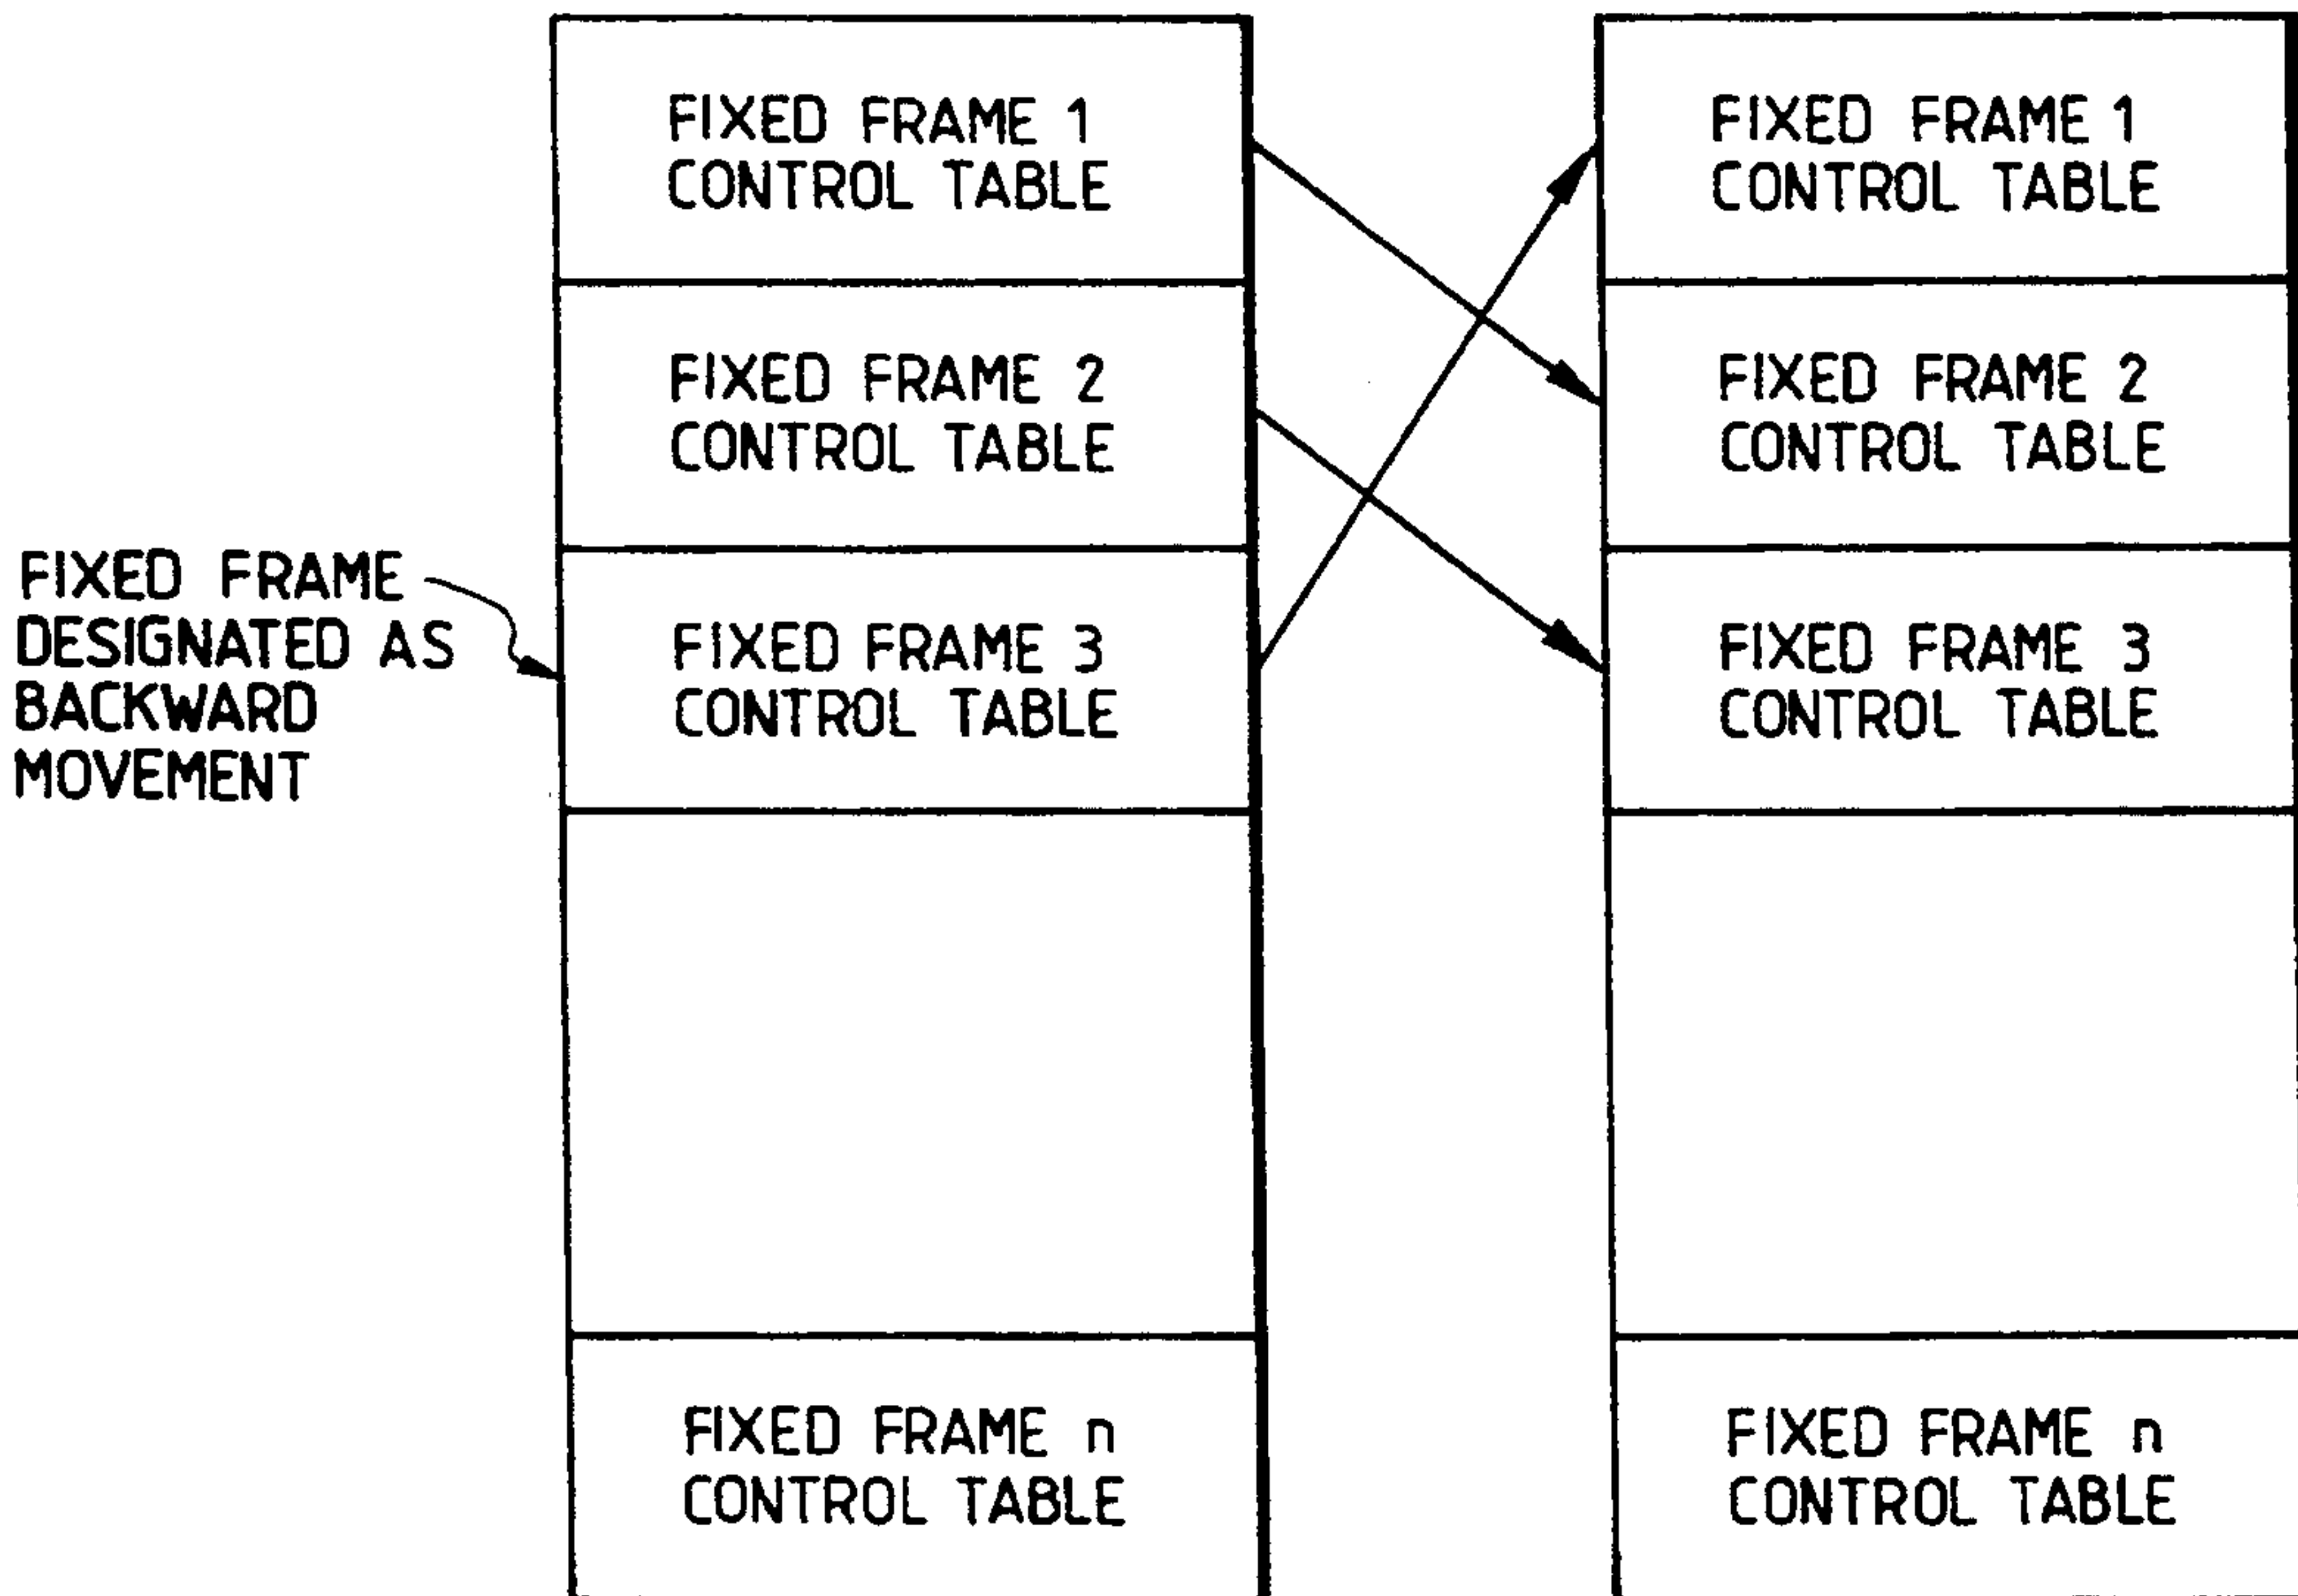 FIXED FRAME 1
CONTROL TABLE
FIXED FRAME 2
CONTROL TABLE
FIXED FRAME 3
CONTROL TABLE
FIXED FRAME n
CONTROL TABLE
FIXED FRAME
DESIGNATED AS
BACKWARD
MOVEMENT
FIXED FRAME 1
CONTROL TABLE
FIXED FRAME 2
CONTROL TABLE
FIXED FRAME 3
CONTROL TABLE
FIXED FRAME n
CONTROL TABLE